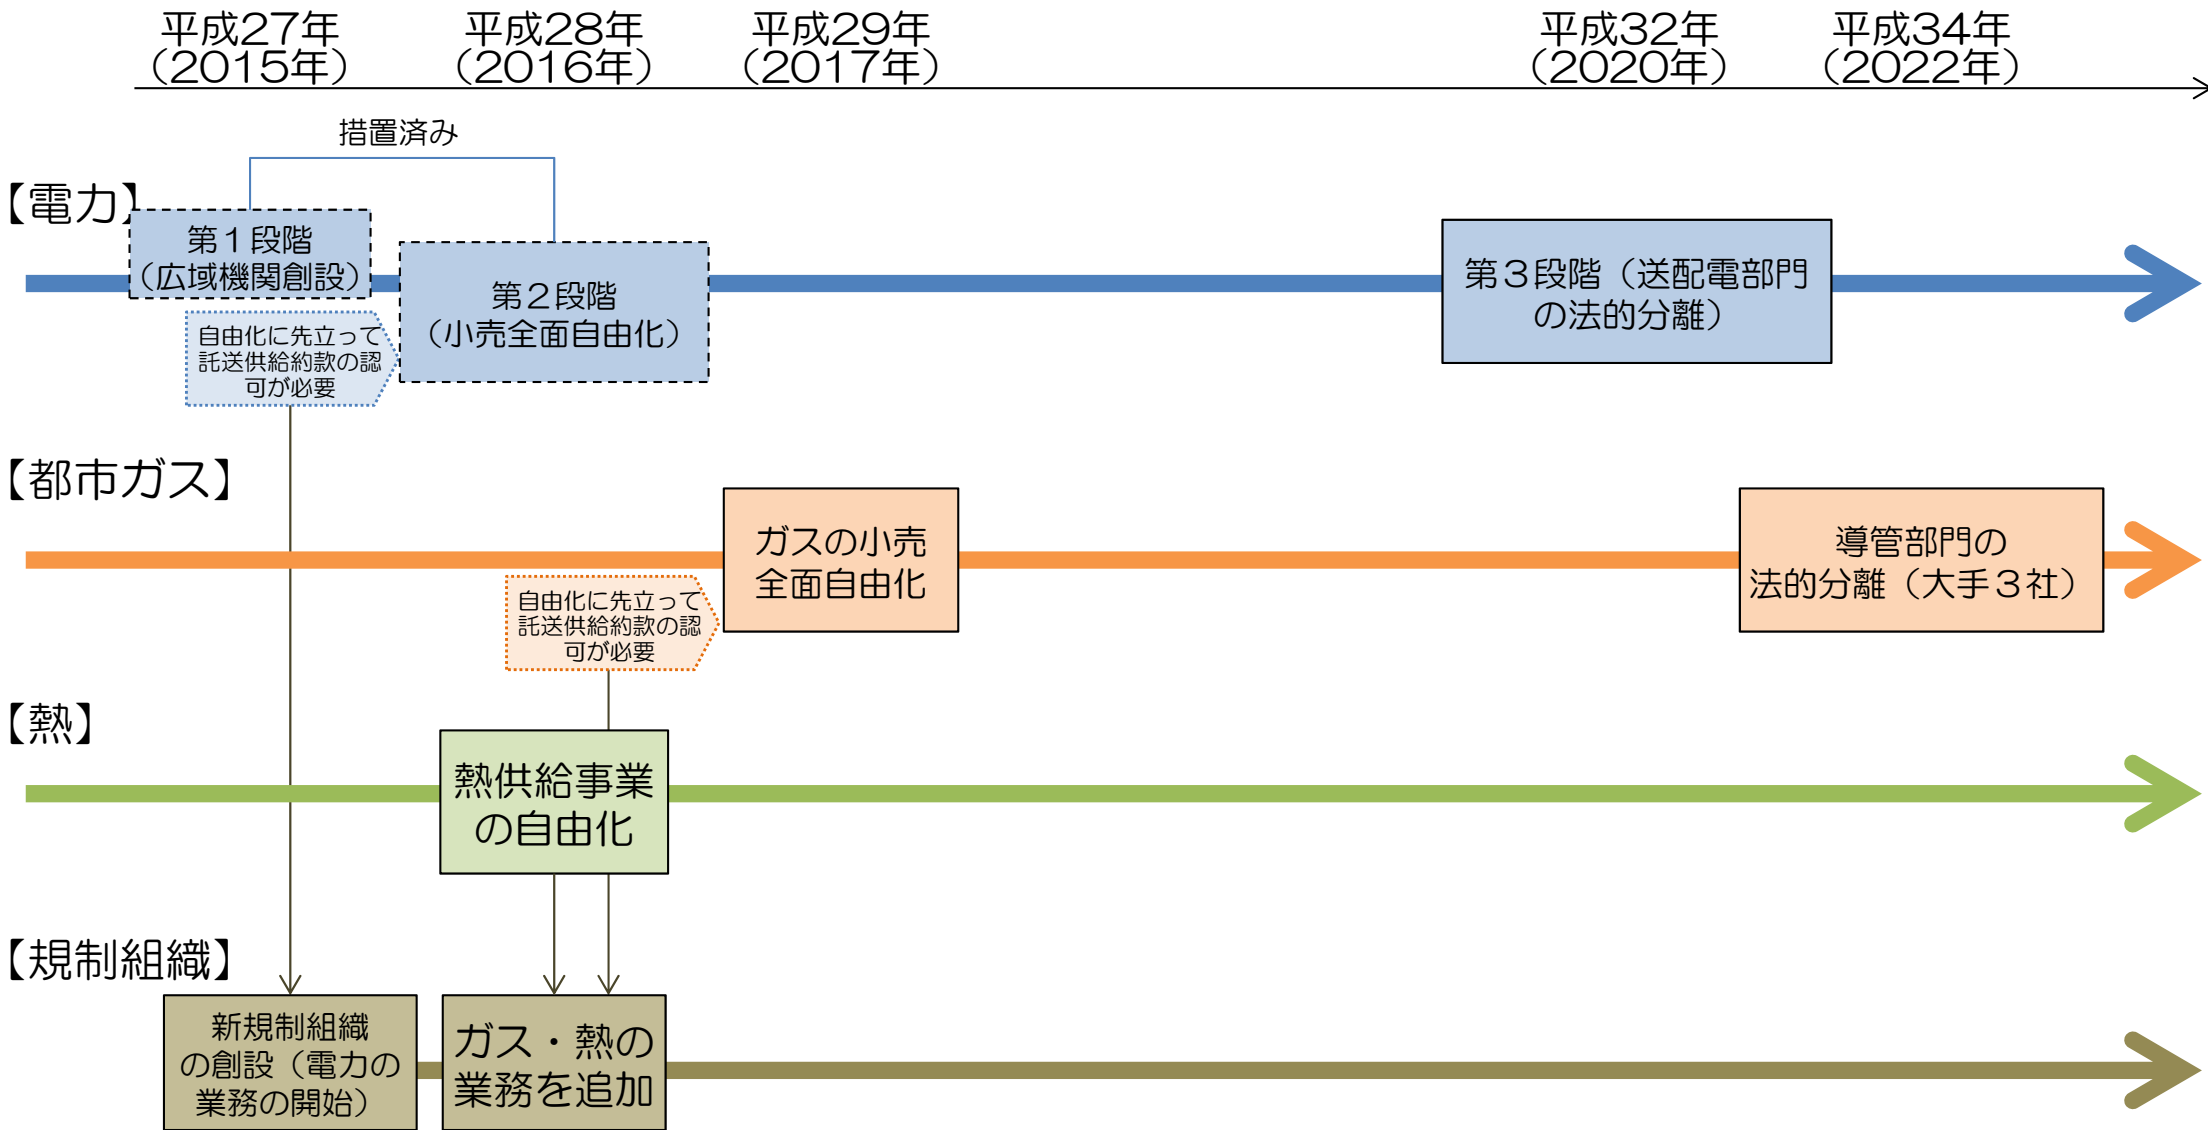 平成27年
（2015年）
平成28年
（2016年）
平成29年
（2017年）
平成32年
（2020年）
平成34年
（2022年）
措置済み
【電力】
第１段階
（広域機関創設）
第２段階
（小売全面自由化）
第３段階（送配電部門
の法的分離）
自由化に先立って
託送供給約款の認
可が必要
【都市ガス】
ガスの小売
全面自由化
導管部門の
法的分離（大手３社）
自由化に先立って
託送供給約款の認
可が必要
【熱】
熱供給事業
の自由化
【規制組織】
新規制組織
の創設（電力の
業務の開始）
ガス・熱の
業務を追加